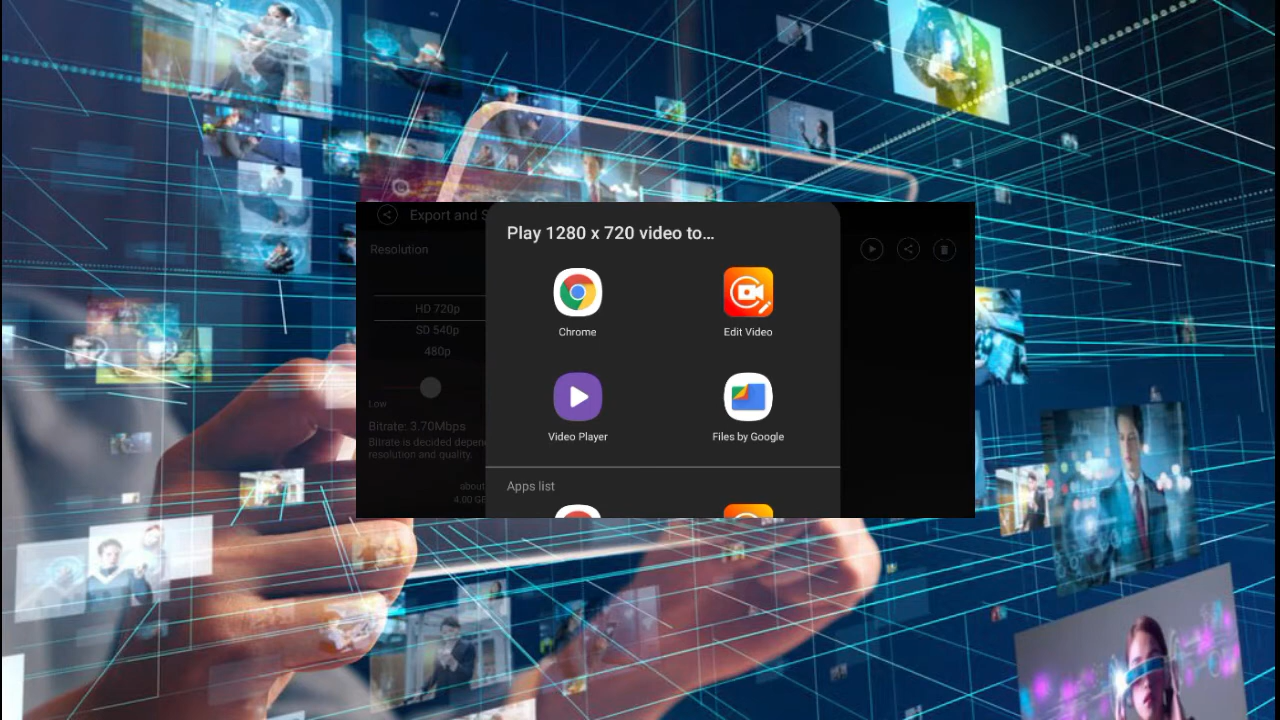 Export and S
Play 1280 x 720 video to...
Resolution
HD 720p
SD 540p
480p
Low
Bitrate: 3.70Mbps
Bitrate is decided depen
resolution and quality.
about
4.00 GF
Chrome
Edit Video
Video Player
Files by Google
Apps list